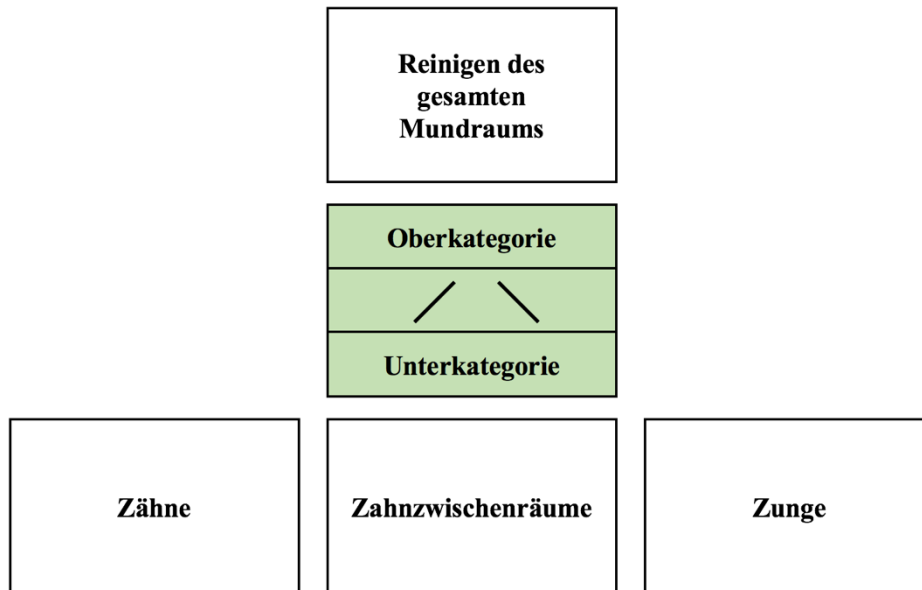 Reinigen des
gesamten
Mundraums
Oberkategorie
Unterkategorie
Zähne
Zahnzwischenräume
Zunge